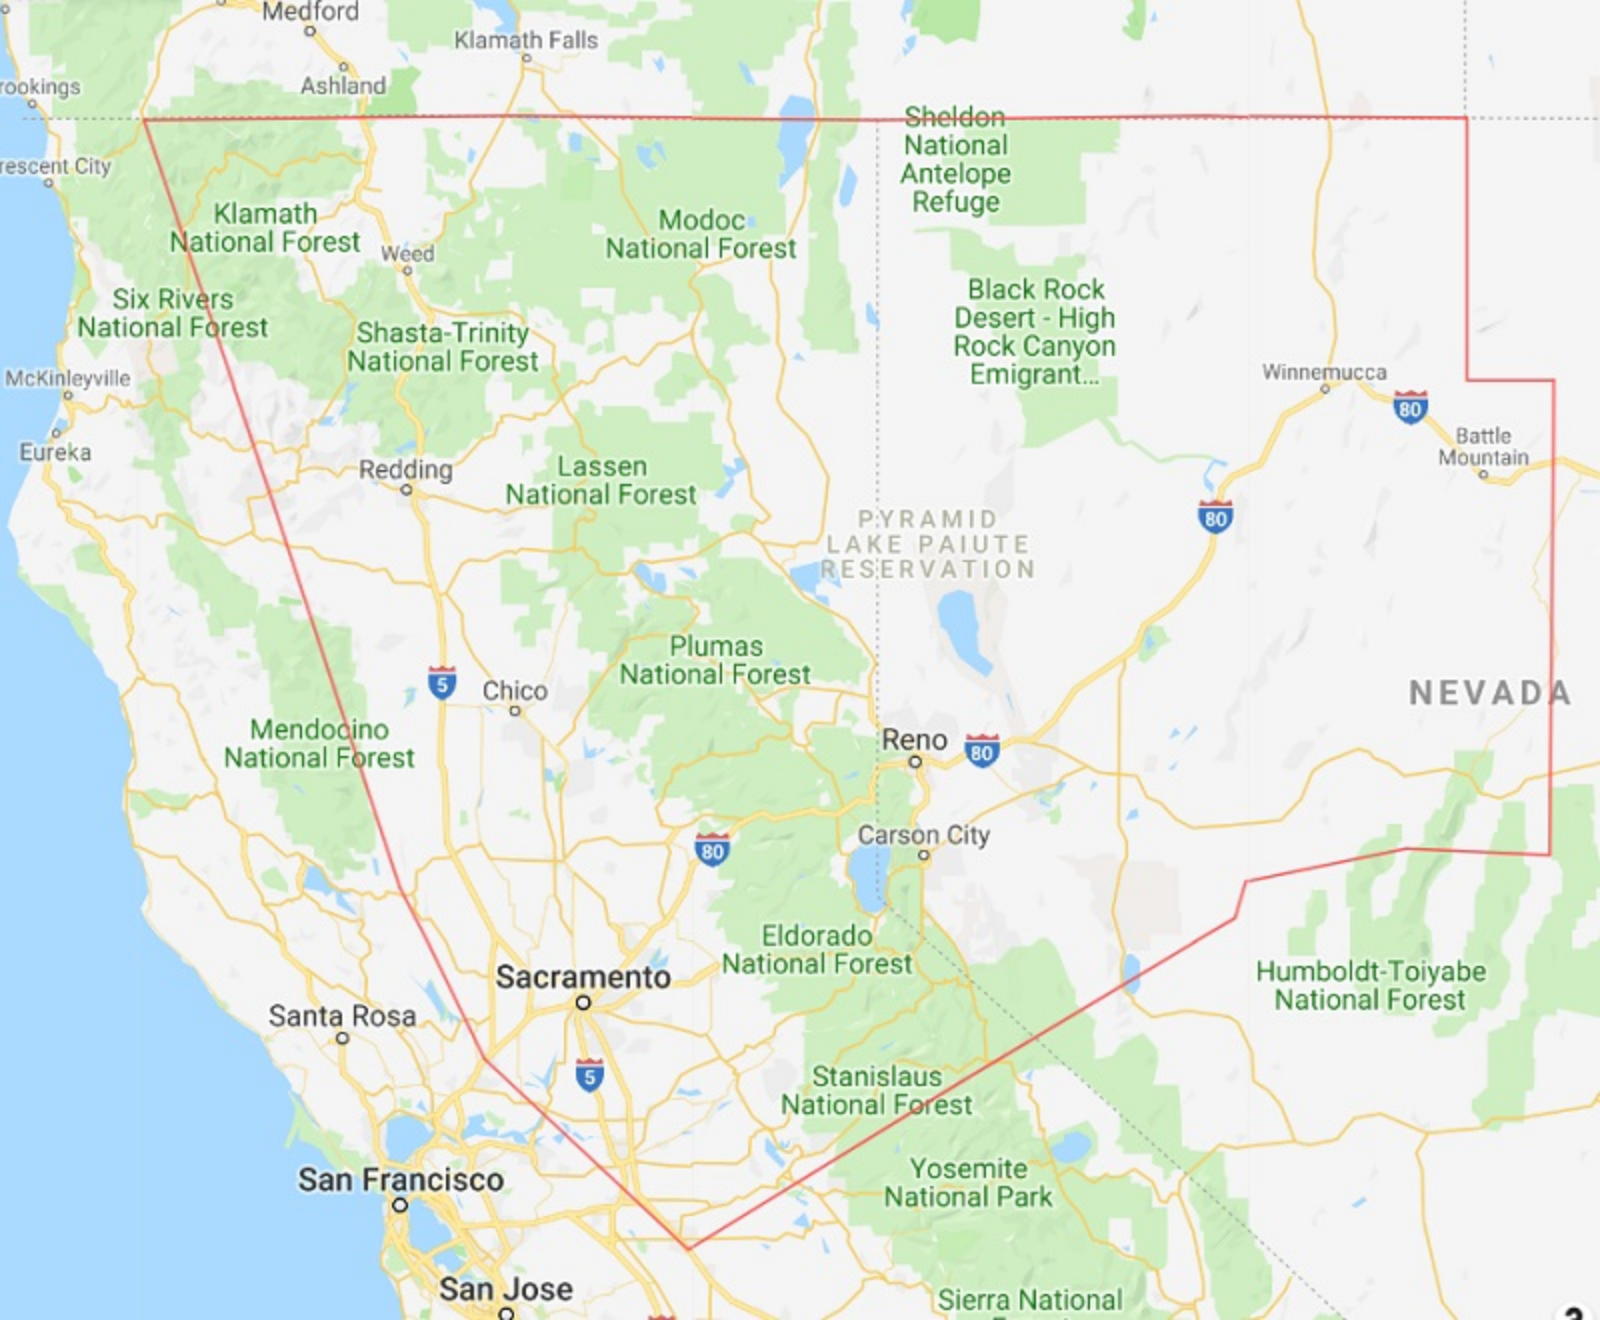 Medford
Klamath Falls
rookings
Ashland
Sheldon
National
Antelope
Refuge
rescent City
Klamath
National Forest
Modoc
National Forest
Weed
Six Rivers
National Forest
Black Rock
Desert - High
Rock Canyon
Emigrant...
Shasta-Trinity
National Forest
McKinleyville
Winnemucca
80
Eureka
Battle
Mountain
Redding
Lassen
National Forest
80
PYRAMID
LAKE PAIUTE
RESERVATION
Plumas
National Forest
5
Chico
NEVADA
Mendocino
National Forest
Reno
80
Carson City
80
Eldorado
National Forest
Sacramento
Humboldt-Toiyabe
National Forest
Santa Rosa
5
Stanislaus
National Forest
San Francisco
Yosemite
National Park
San Jose
Sierra National